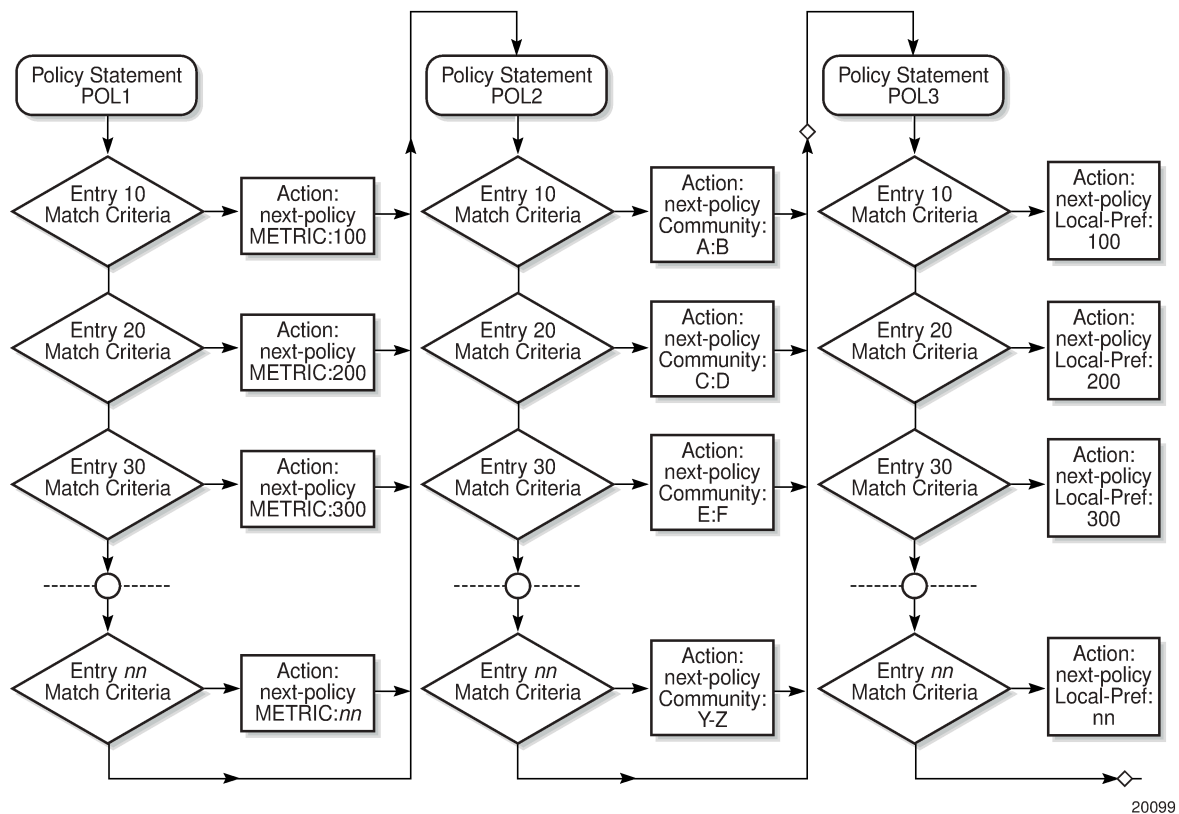 Policy Statement
POL1
Entry 10
Match Criteria
Action:
next-policy
METRIC:100
Entry 20
Match Criteria
Action:
next-policy
METRIC:200
Entry 30
Match Criteria
Action:
next-policy
METRIC:300
Entry nn
Match Criteria
Action:
next-policy
METRIC:nn
Policy Statement
POL2
Entry 10
Match Criteria
Action:
next-policy
Community:
A:B
Entry 20
Match Criteria
Action:
next-policy
Community:
C:D
Entry 30
Match Criteria
Action:
next-policy
Community:
E:F
Entry nn
Match Criteria
Action:
next-policy
Community:
Y-Z
Policy Statement
POL3
Entry 10
Match Criteria
Action:
next-policy
Local-Pref:
100
Entry 20
Match Criteria
Action:
next-policy
Local-Pref:
200
Entry 30
Match Criteria
Action:
next-policy
Local-Pref:
300
Entry nn
Match Criteria
Action:
next-policy
Local-Pref:
nn
20099